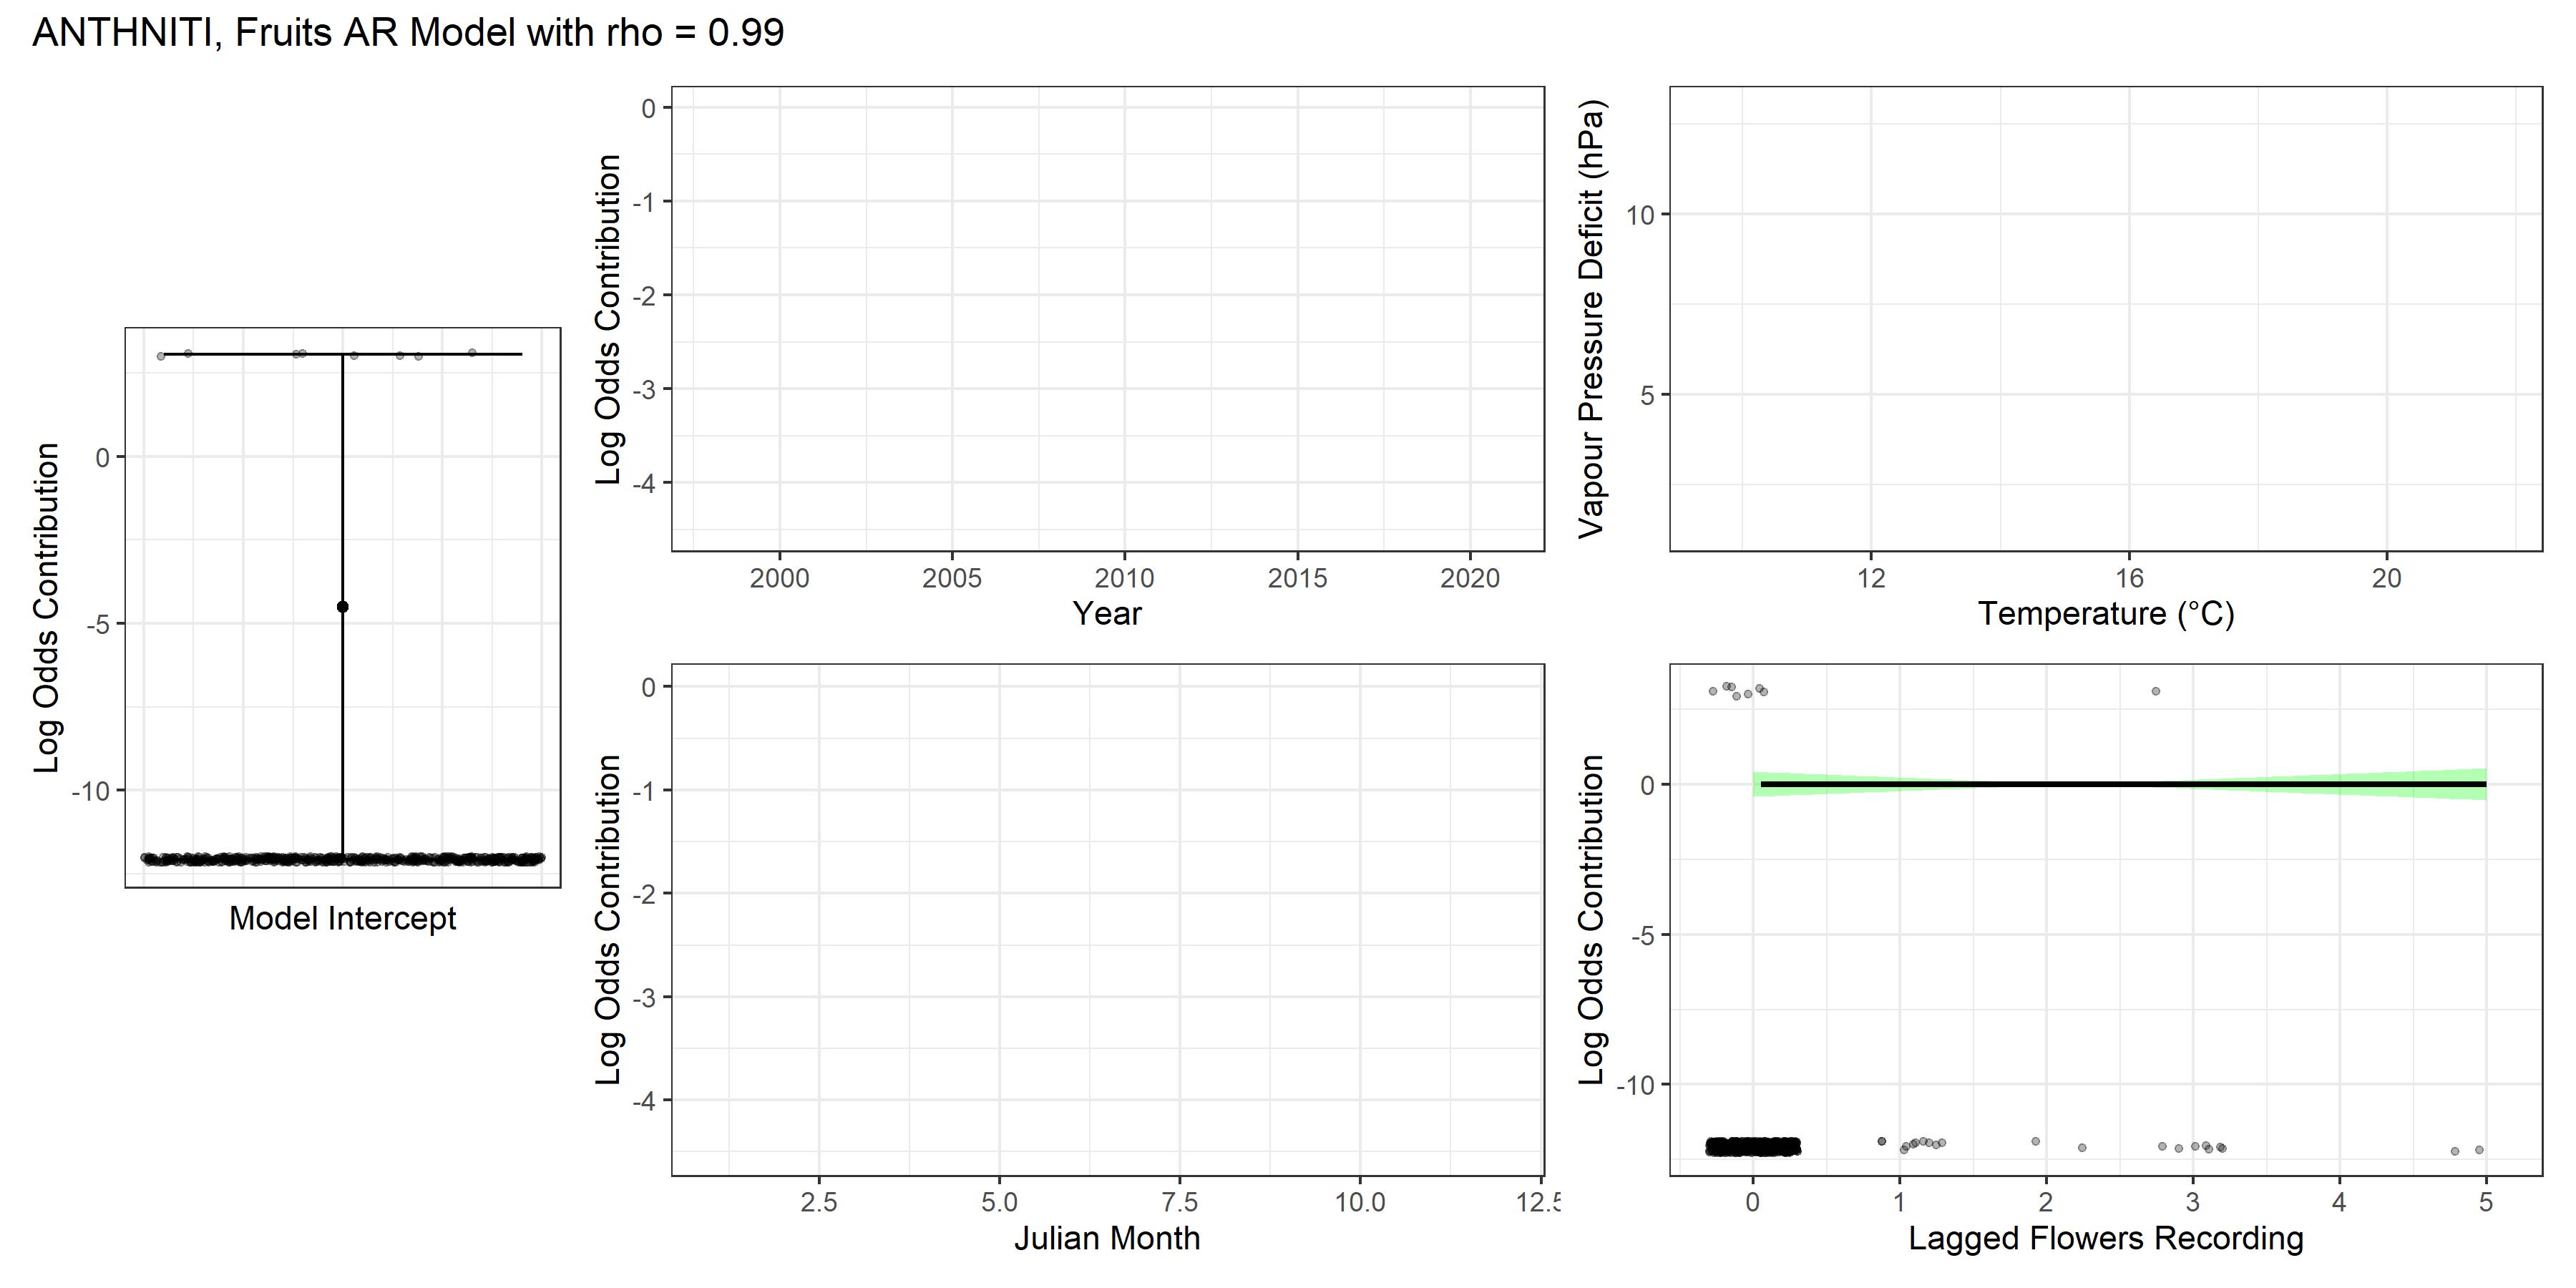 ANTHNITI, Fruits AR Model with rho = 0.99
Log Odds Contribution
0
-5
-10
Model Intercept
Log Odds Contribution
0
-1
-2
-3
-4
2000 2005 2010 2015 2020
Year
Vapour Pressure Deficit (hPa)
10
5
12 16 20
Temperature (°C)
Log Odds Contribution
0
-1
-2
-3
-4
2.5 5.0 7.5 10.0 12.5
Julian Month
Log Odds Contribution
0
-5
-10
0 1 2 3 4 5
Lagged Flowers Recording